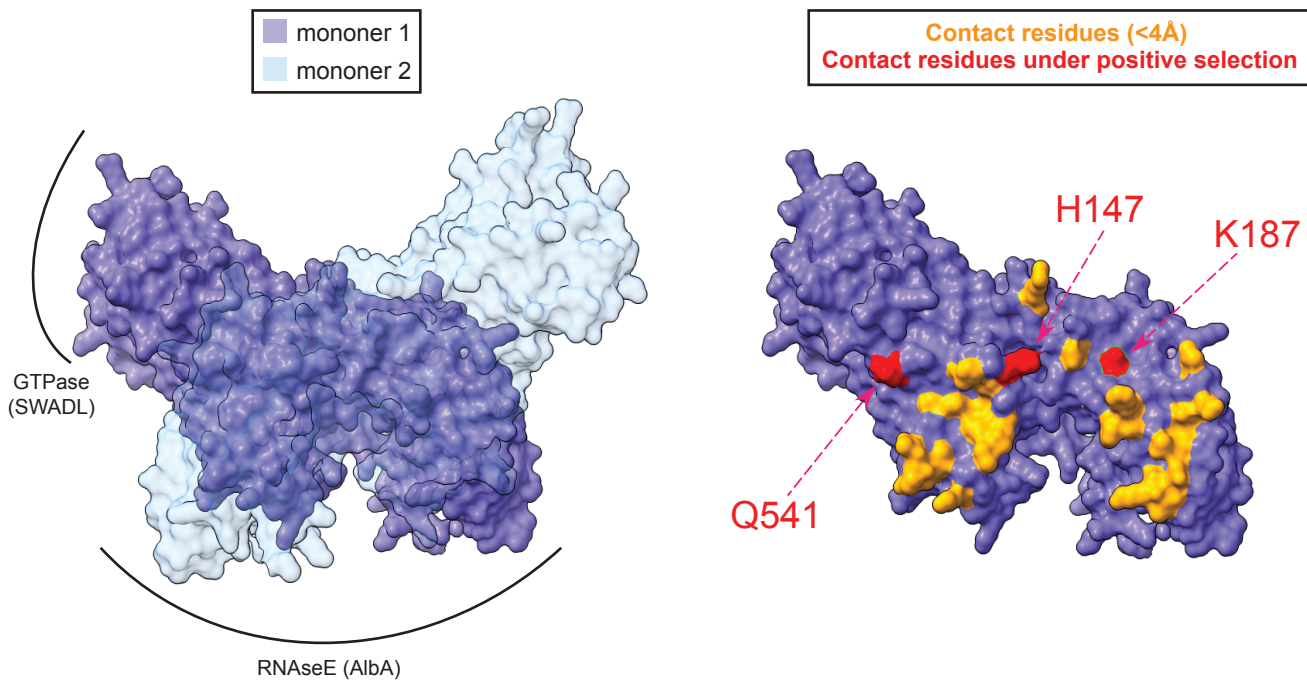 mononer 1
mononer 2
Contact residues (<4Å)
Contact residues under positive selection
H147
K187
GTPase
(SWADL)
Q541
RNAseE (AlbA)